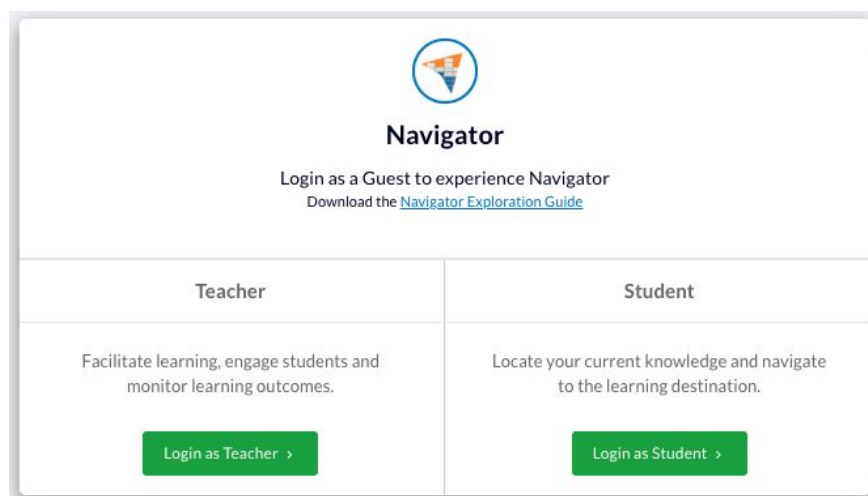 Navigator
Login as a Guest to experience Navigator
Download the Navigator Exploration Guide
Teacher
Facilitate learning, engage students and
monitor learning outcomes.
Login as Teacher ›
Student
Locate your current knowledge and navigate
to the learning destination.
Login as Student ›